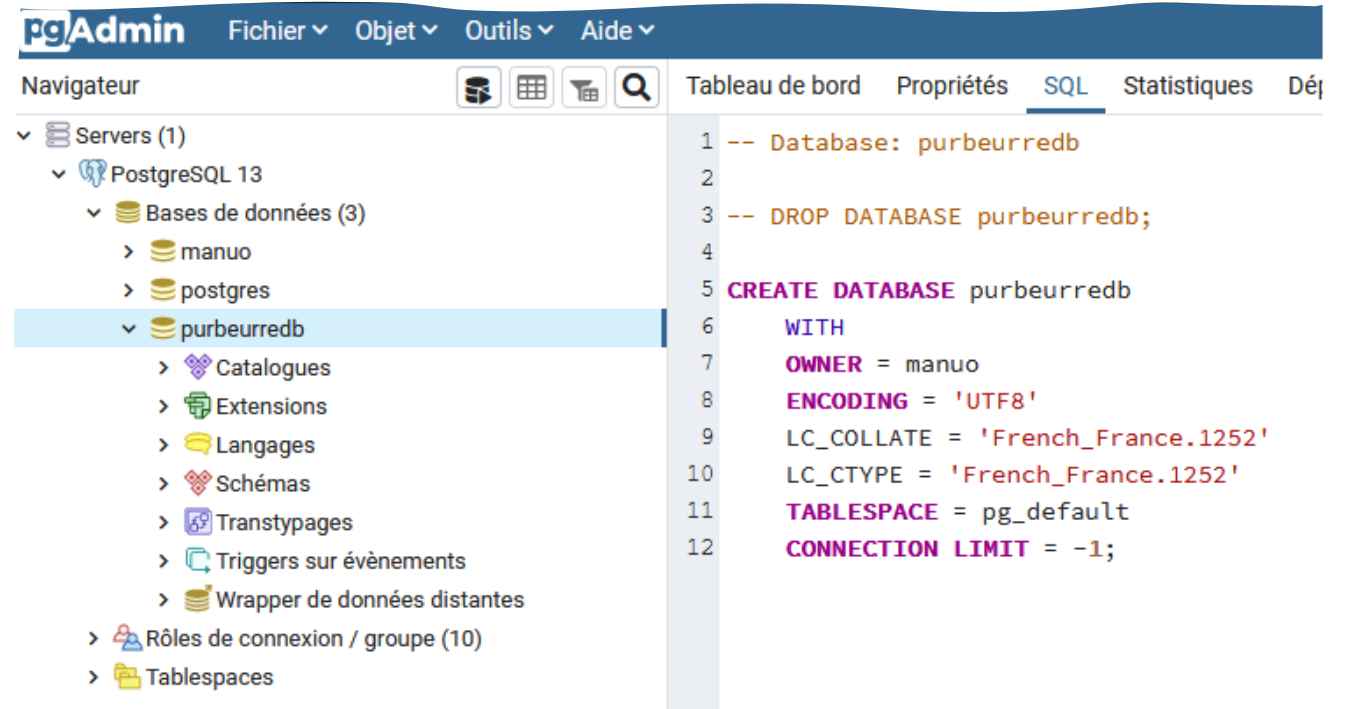 pgAdmin Fichier Objet Outils Aide
Navigateur
Tableau de bord Propriétés SQL Statistiques
Servers (1)
PostgreSQL 13
Bases de données (3)
manuo
postgres
purbeurredb
Catalogues
Extensions
Langages
Schémas
Transtypages
Triggers sur évènements
Wrapper de données distantes
Rôles de connexion / groupe (10)
Tablespaces
1 -- Database: purbeurredb
2
3 -- DROP DATABASE purbeurredb;
4
5 CREATE DATABASE purbeurredb
6 WITH
7 OWNER = manuo
8 ENCODING = 'UTF8'
9 LC_COLLATE = 'French_France.1252'
10 LC_CTYPE = 'French_France.1252'
11 TABLESPACE = pg_default
12 CONNECTION LIMIT = -1;